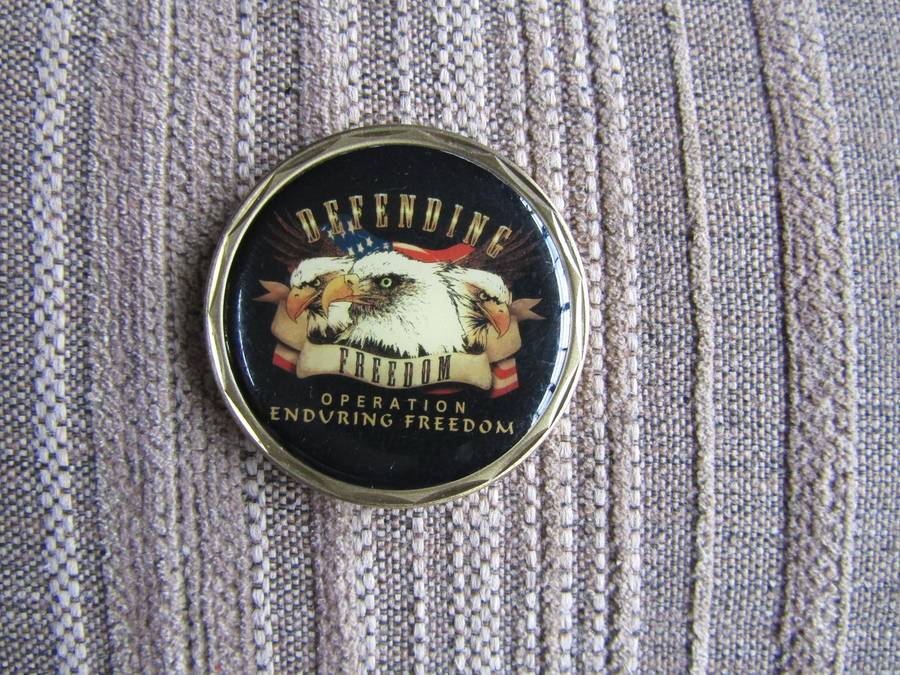 DEFENDING
FREEDOM
OPERATION
ENDURING FREEDOM